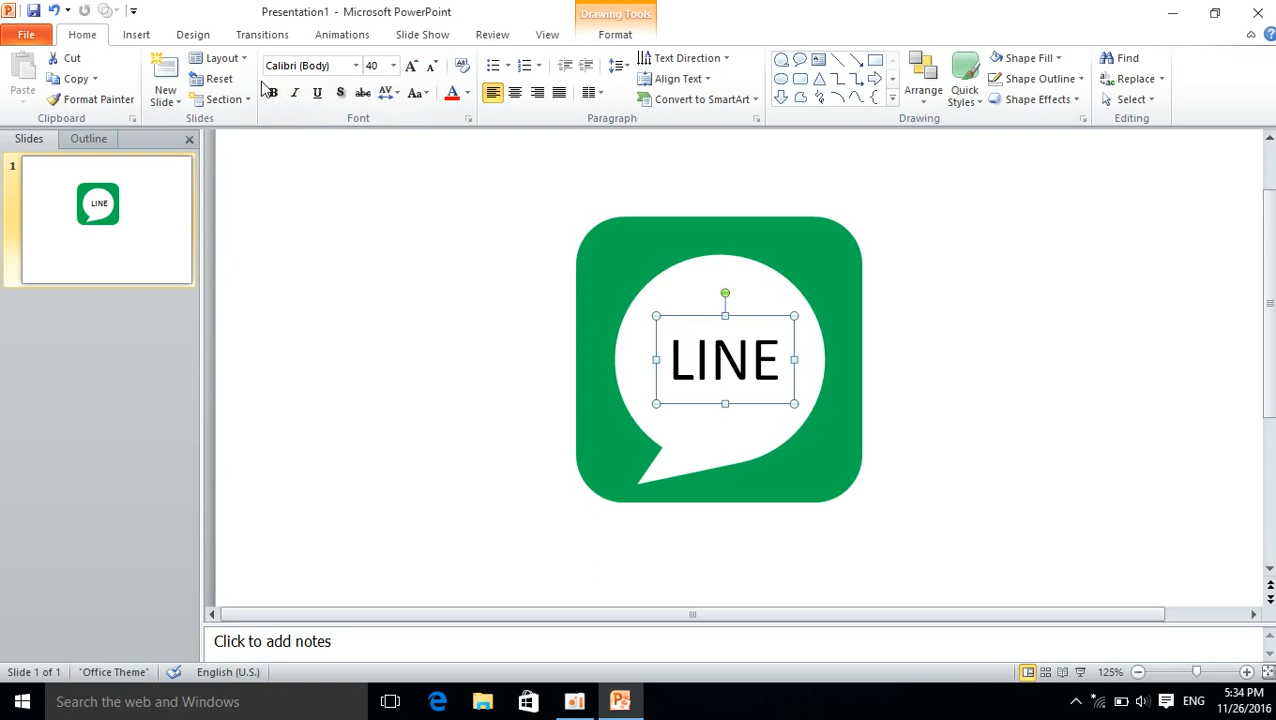 Presentation1 - Microsoft PowerPoint
Drawing Tools
File Home Insert Design Transitions Animations Slide Show Review View Format
Paste
Cut
Copy
Format Painter
Clipboard
New Slide
Layout
Reset
Section
Slides
Calibri (Body) 40
B I U S abc AV Aa A
Font
Text Direction
Align Text
Convert to SmartArt
Paragraph
Arrange
Quick Styles
Shape Fill
Shape Outline
Shape Effects
Drawing
Find
Replace
Select
Editing
Slides Outline
1
LINE
LINE
Click to add notes
Slide 1 of 1 "Office Theme" English (U.S.) 125%
Search the web and Windows
ENG
5:34 PM
11/26/2016